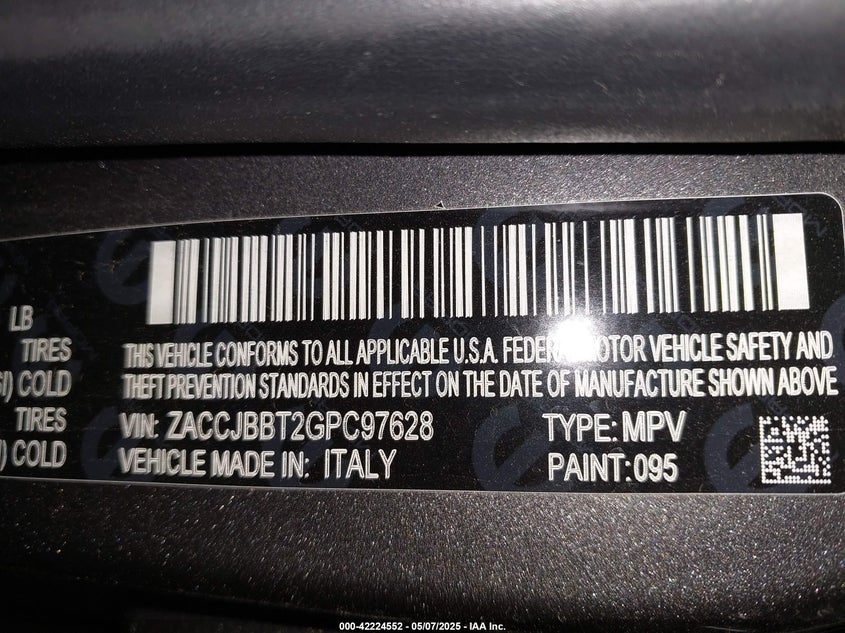 LB
TIRES
COLD
TIRES
COLD
THIS VEHICLE CONFORMS TO ALL APPLICABLE U.S.A. FEDERAL MOTOR VEHICLE SAFETY AND
THEFT PREVENTION STANDARDS IN EFFECT ON THE DATE OF MANUFACTURE SHOWN ABOVE
VIN: ZACCJBBT2GPC97628 TYPE: MPV
VEHICLE MADE IN: ITALY PAINT: 095
000-42224552 - 05/07/2025 - IAA Inc.